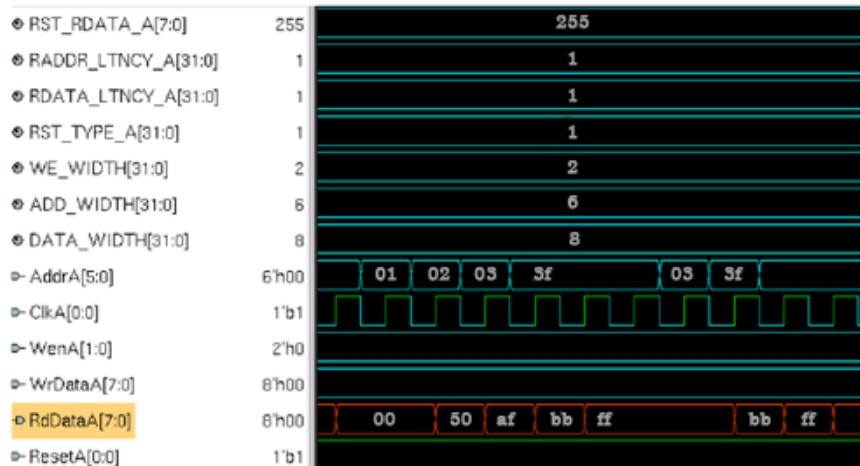 RST_RDATA_A[7:0] 255 255
RADDR_LTNCY_A[31:0] 1 1
RDATA_LTNCY_A[31:0] 1 1
RST_TYPE_A[31:0] 1 1
WE_WIDTH[31:0] 2 2
ADD_WIDTH[31:0] 6 6
DATA_WIDTH[31:0] 8 8
AddrA[5:0] 6'h00 01 02 03 3f 03 3f
ClkA[0:0] 1'b1
WenA[1:0] 2'h0
WrDataA[7:0] 8'h00
RdDataA[7:0] 8'h00 00 50 af bb ff bb ff
ResetA[0:0] 1'b1